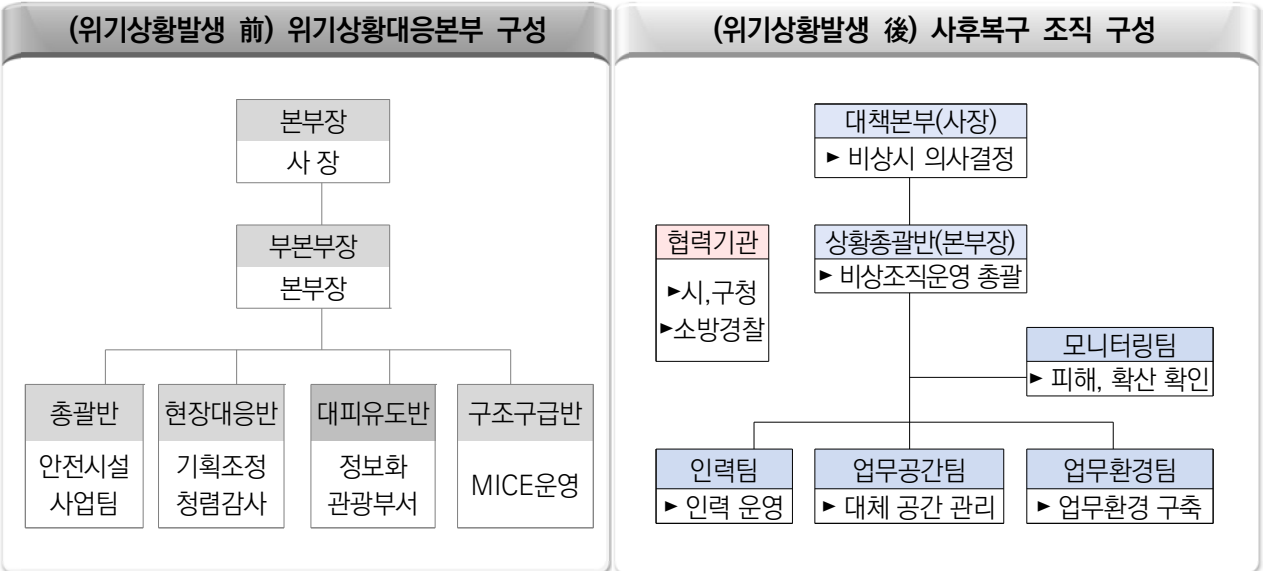 (위기상황발생 前) 위기상황대응본부 구성
본부장
사 장
부본부장
본부장
총괄반
안전시설
사업팀
현장대응반
기획조정
청렴감사
대피유도반
정보화
관광부서
구조구급반
MICE운영
(위기상황발생 後) 사후복구 조직 구성
대책본부(사장)
► 비상시 의사결정
협력기관
►시,구청
►소방경찰
상황총괄반(본부장)
► 비상조직운영 총괄
모니터링팀
► 피해, 확산 확인
인력팀
► 인력 운영
업무공간팀
► 대체 공간 관리
업무환경팀
► 업무환경 구축